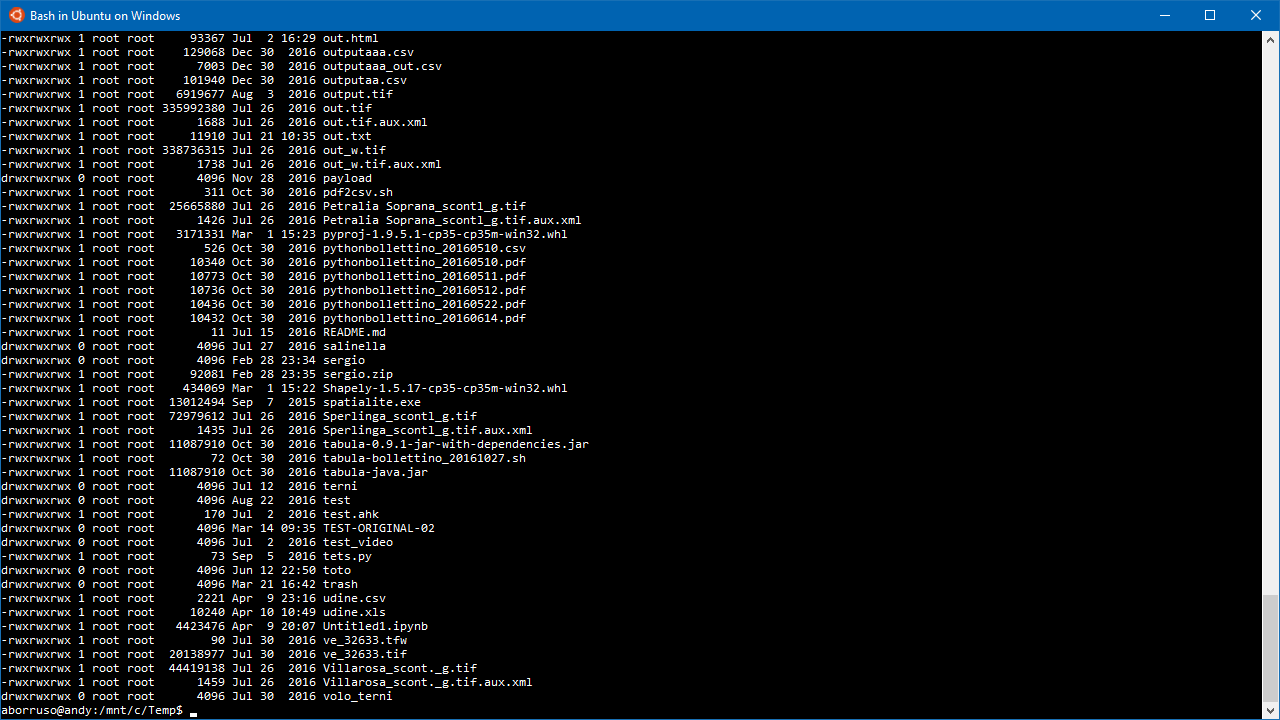 Bash in Ubuntu on Windows
-rwxrwxrwx 1 root root     93367 Jul  2 16:29 out.html
-rwxrwxrwx 1 root root    129068 Dec 30  2016 outputaaa.csv
-rwxrwxrwx 1 root root      7003 Dec 30  2016 outputaaa_out.csv
-rwxrwxrwx 1 root root    101940 Dec 30  2016 outputaa.csv
-rwxrwxrwx 1 root root   6919677 Aug  3  2016 output.tif
-rwxrwxrwx 1 root root 335992380 Jul 26  2016 out.tif
-rwxrwxrwx 1 root root      1688 Jul 26  2016 out.tif.aux.xml
-rwxrwxrwx 1 root root     11910 Jul 21 10:35 out.txt
-rwxrwxrwx 1 root root 338736315 Jul 26  2016 out_w.tif
-rwxrwxrwx 1 root root      1738 Jul 26  2016 out_w.tif.aux.xml
drwxrwxrwx 0 root root      4096 Nov 28  2016 payload
-rwxrwxrwx 1 root root       311 Oct 30  2016 pdf2csv.sh
-rwxrwxrwx 1 root root  25665880 Jul 26  2016 Petralia Soprana_scontl_g.tif
-rwxrwxrwx 1 root root      1426 Jul 26  2016 Petralia Soprana_scontl_g.tif.aux.xml
-rwxrwxrwx 1 root root   3171331 Mar  1 15:23 pyproj-1.9.5.1-cp35-cp35m-win32.whl
-rwxrwxrwx 1 root root       526 Oct 30  2016 pythonbollettino_20160510.csv
-rwxrwxrwx 1 root root     10340 Oct 30  2016 pythonbollettino_20160510.pdf
-rwxrwxrwx 1 root root     10773 Oct 30  2016 pythonbollettino_20160511.pdf
-rwxrwxrwx 1 root root     10736 Oct 30  2016 pythonbollettino_20160512.pdf
-rwxrwxrwx 1 root root     10436 Oct 30  2016 pythonbollettino_20160522.pdf
-rwxrwxrwx 1 root root     10432 Oct 30  2016 pythonbollettino_20160614.pdf
-rwxrwxrwx 1 root root        11 Jul 15  2016 README.md
drwxrwxrwx 0 root root      4096 Jul 27  2016 salinella
drwxrwxrwx 0 root root      4096 Feb 28 23:34 sergio
-rwxrwxrwx 1 root root     92081 Feb 28 23:35 sergio.zip
-rwxrwxrwx 1 root root    434069 Mar  1 15:22 Shapely-1.5.17-cp35-cp35m-win32.whl
-rwxrwxrwx 1 root root  13012494 Sep  7  2015 spatialite.exe
-rwxrwxrwx 1 root root  72979612 Jul 26  2016 Sperlinga_scontl_g.tif
-rwxrwxrwx 1 root root      1435 Jul 26  2016 Sperlinga_scontl_g.tif.aux.xml
-rwxrwxrwx 1 root root  11087910 Oct 30  2016 tabula-0.9.1-jar-with-dependencies.jar
-rwxrwxrwx 1 root root        72 Oct 30  2016 tabula-bollettino_20161027.sh
-rwxrwxrwx 1 root root  11087910 Oct 30  2016 tabula-java.jar
drwxrwxrwx 0 root root      4096 Jul 12  2016 terni
drwxrwxrwx 0 root root      4096 Aug 22  2016 test
-rwxrwxrwx 1 root root       170 Jul  2  2016 test.ahk
drwxrwxrwx 0 root root      4096 Mar 14 09:35 TEST-ORIGINAL-02
drwxrwxrwx 0 root root      4096 Jul  2  2016 test_video
-rwxrwxrwx 1 root root        73 Sep  5  2016 tets.py
drwxrwxrwx 0 root root      4096 Jun 12 22:50 toto
drwxrwxrwx 0 root root      4096 Mar 21 16:42 trash
-rwxrwxrwx 1 root root      2221 Apr  9 23:16 udine.csv
-rwxrwxrwx 1 root root     10240 Apr 10 10:49 udine.xls
-rwxrwxrwx 1 root root   4423476 Apr  9 20:07 Untitled1.ipynb
-rwxrwxrwx 1 root root        90 Jul 30  2016 ve_32633.tfw
-rwxrwxrwx 1 root root  20138977 Jul 30  2016 ve_32633.tif
-rwxrwxrwx 1 root root  44419138 Jul 26  2016 Villarosa_scont._g.tif
-rwxrwxrwx 1 root root      1459 Jul 26  2016 Villarosa_scont._g.tif.aux.xml
drwxrwxrwx 0 root root      4096 Jul 30  2016 volo_terni
aborruso@andy:/mnt/c/Temp$